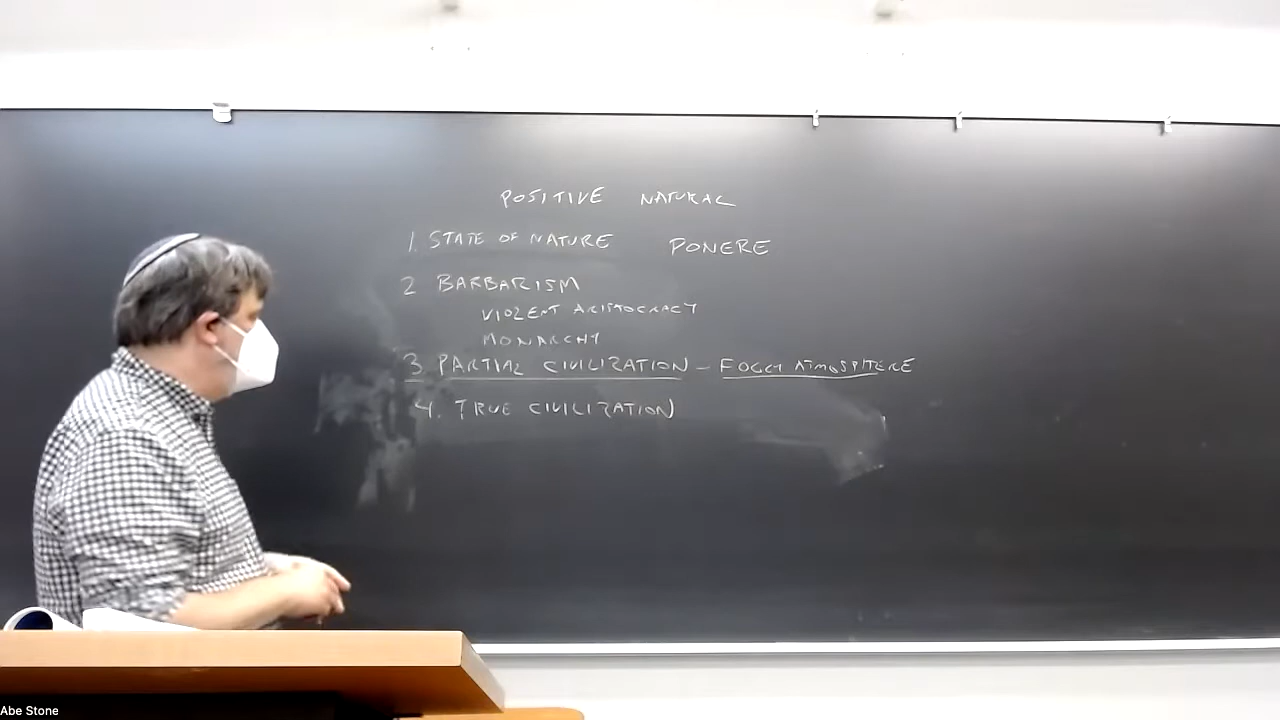 POSITIVE NATURAL
1. STATE OF NATURE PONERE
2 BARBARISM
VIOLENT ARISTOCRACY
MONARCHY
3. PARTIAL CIVILIZATION - FOGGY ATMOSPHERE
4. TRUE CIVILIZATION
Abe Stone